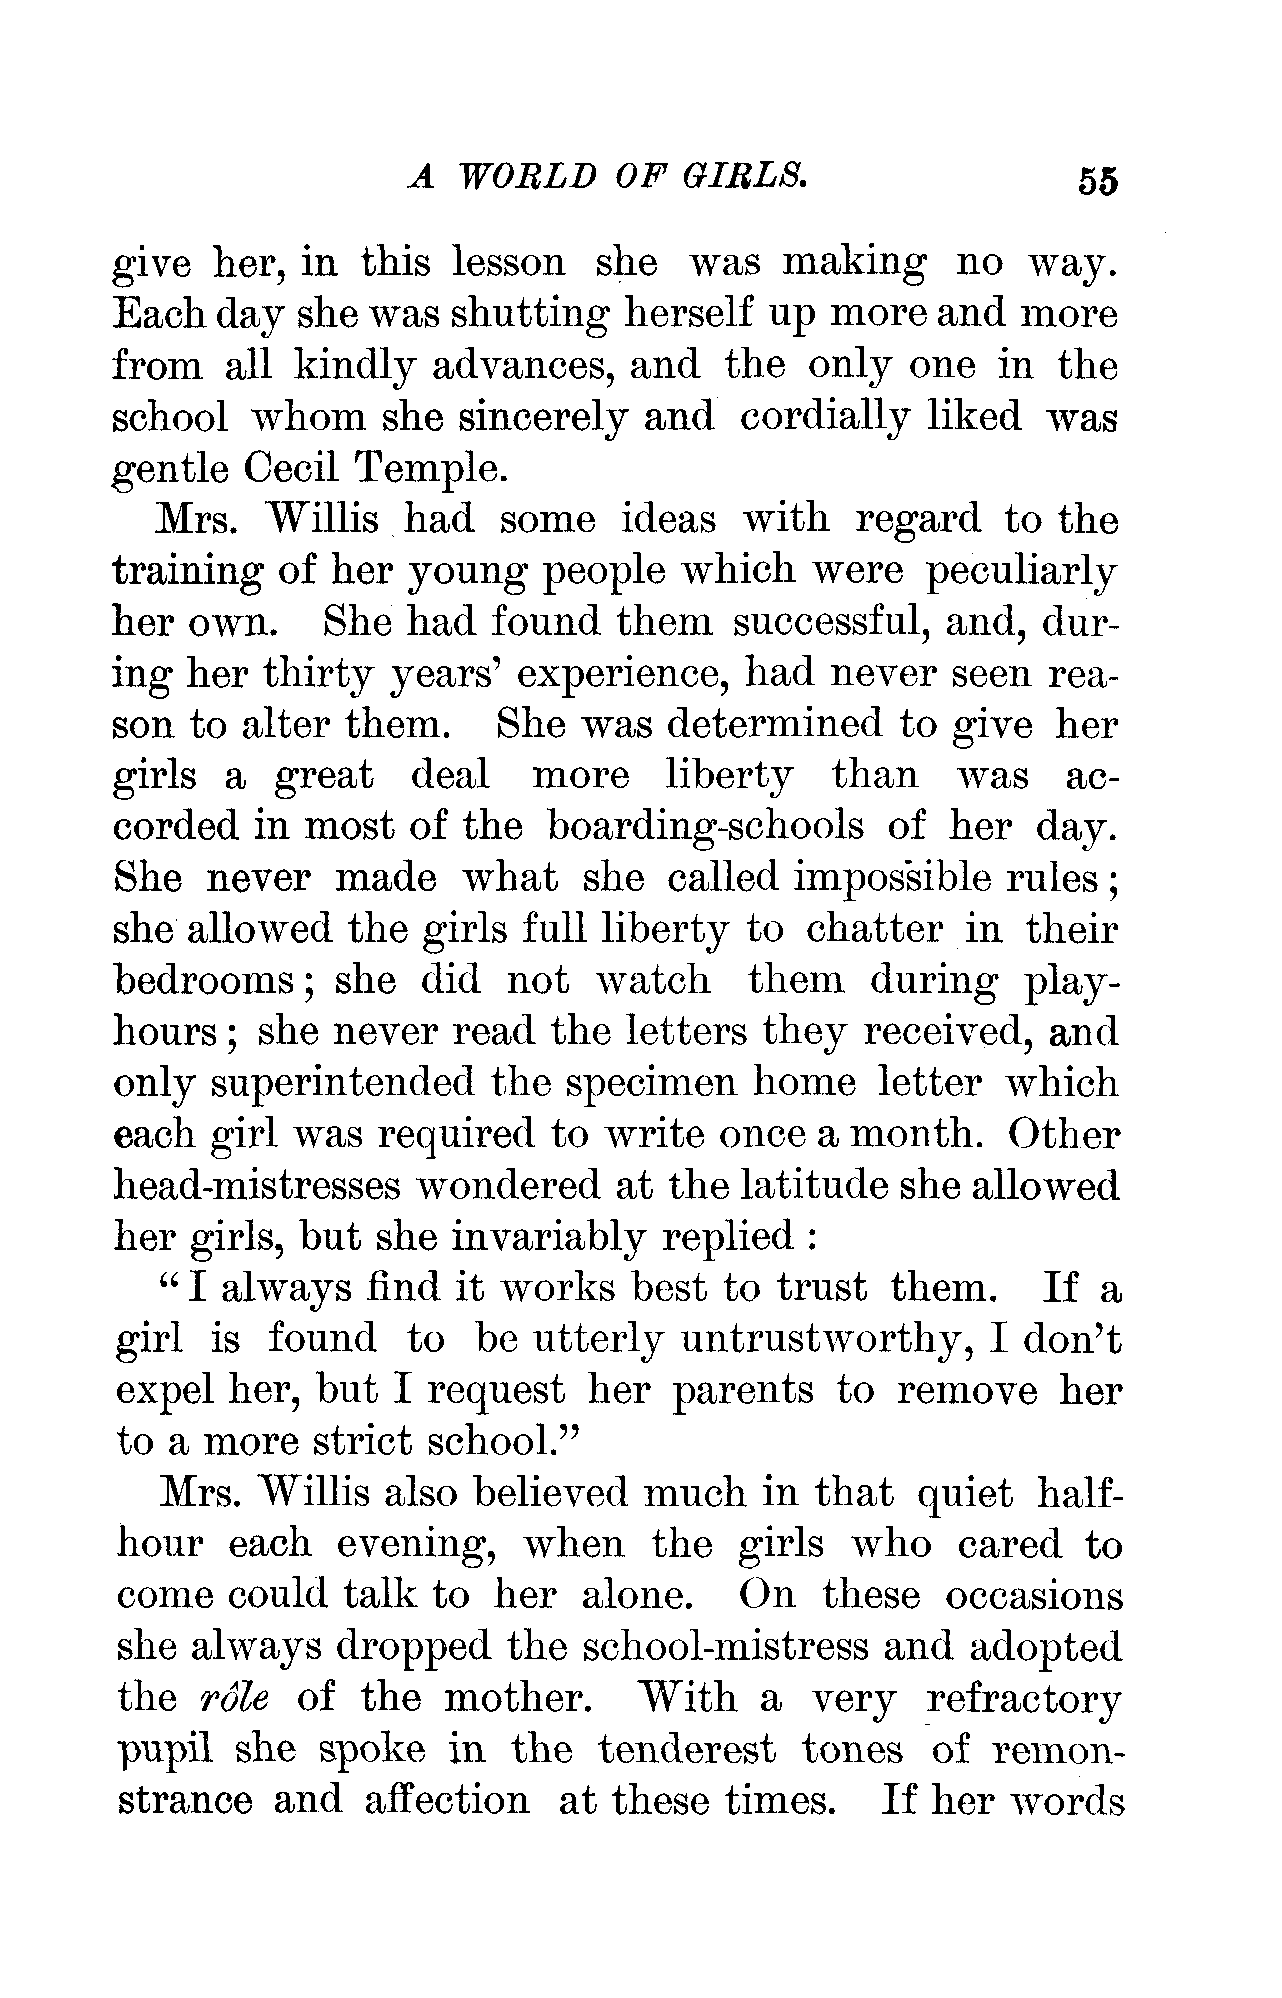 A WORLD OF GIRLS. 55
give her, in this lesson she was making no way.
Each day she was shutting herself up more and more
from all kindly advances, and the only one in the
school whom she sincerely and cordially liked was
gentle Cecil Temple.
Mrs. Willis had some ideas with regard to the
training of her young people which were peculiarly
her own. She had found them successful, and, dur-
ing her thirty years’ experience, had never seen rea-
son to alter them. She was determined to give her
girls a great deal more liberty than was ac-
corded in most of the boarding-schools of her day.
She never made what she called impossible rules ;
she allowed the girls full liberty to chatter in their
bedrooms ; she did not watch them during play-
hours ; she never read the letters they received, and
only superintended the specimen home letter which
each girl was required to write once a month. Other
head-mistresses wondered at the latitude she allowed
her girls, but she invariably replied :
“ I always find it works best to trust them. If a
girl is found to be utterly untrustworthy, I don’t
expel her, but I request her parents to remove her
to a more strict school.”
Mrs. Willis also believed much in that quiet half-
hour each evening, when the girls who cared to
come could talk to her alone. On these occasions
she always dropped the school-mistress and adopted
the rôle of the mother. With a very refractory
pupil she spoke in the tenderest tones of remon-
strance and affection at these times. If her words